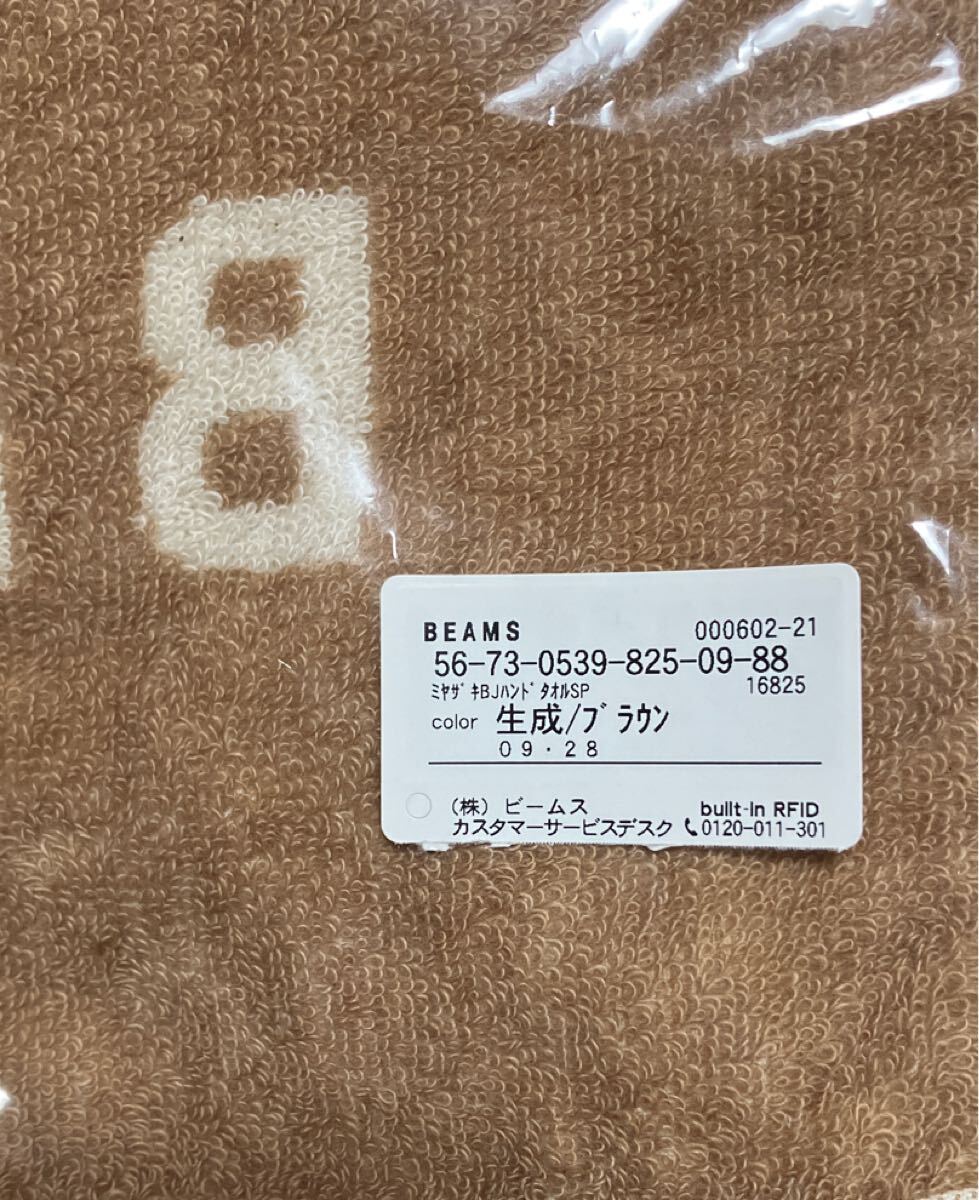 B
BEAMS 000602-21
56-73-0539-825-09-88
ﾐﾔｻﾞｷBJﾊﾝﾄﾞﾀｵﾙSP 16825
color 生成/ﾌﾞﾗｳﾝ
09・28
(株) ビームス built-in RFID
カスタマーサービスデスク 0120-011-301